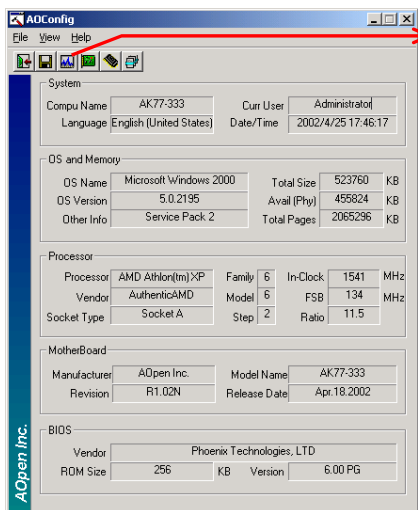 AOConfig
File View Help
System
Compu Name AK77-333 Curr User Administrator
Language English (United States) Date/Time 2002/4/25 17:46:17
OS and Memory
OS Name Microsoft Windows 2000 Total Size 523760 KB
OS Version 5.0.2195 Avail (Phy) 455824 KB
Other Info Service Pack 2 Total Pages 2065296 KB
Processor
Processor AMD Athlon(tm) XP Family 6 In-Clock 1541 MHz
Vendor AuthenticAMD Model 6 FSB 134 MHz
Socket Type Socket A Step 2 Ratio 11.5
MotherBoard
Manufacturer AOpen Inc. Model Name AK77-333
Revision R1.02N Release Date Apr.18.2002
BIOS
Vendor Phoenix Technologies, LTD
ROM Size 256 KB Version 6.00 PG
AOpen Inc.